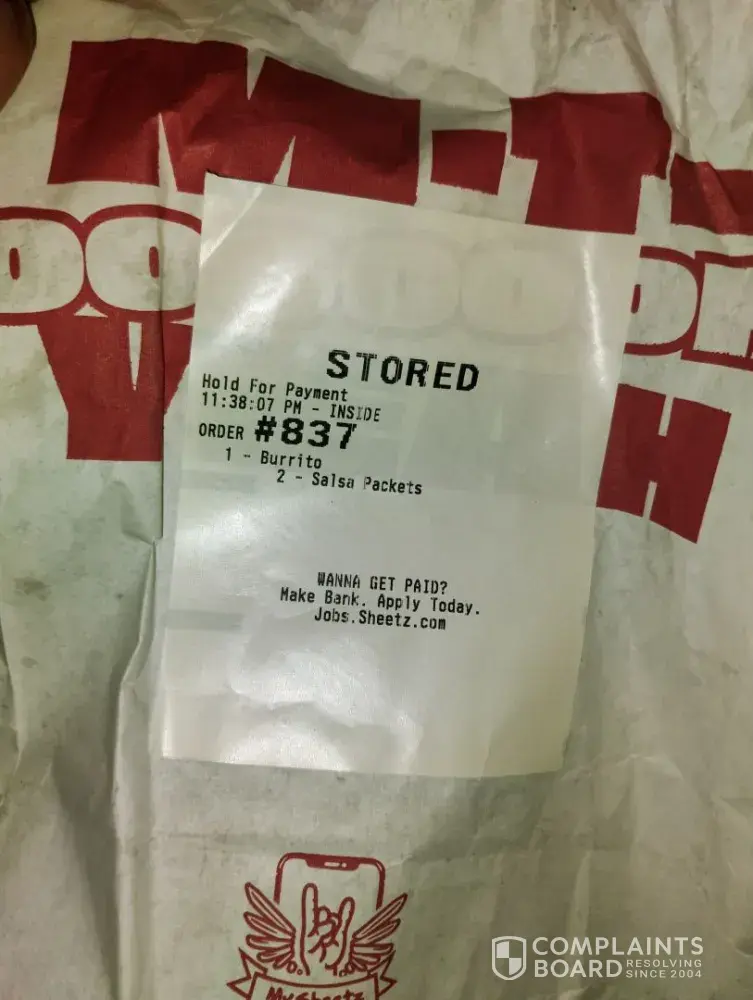 M-T-
STORED
Hold For Payment
11:38:07 PM - INSIDE
ORDER #837
1 - Burrito
2 - Salsa Packets
WANNA GET PAID?
Make Bank. Apply Today.
Jobs.Sheetz.com
MySheetz
COMPLAINTS
BOARD RESOLVING
SINCE 2004